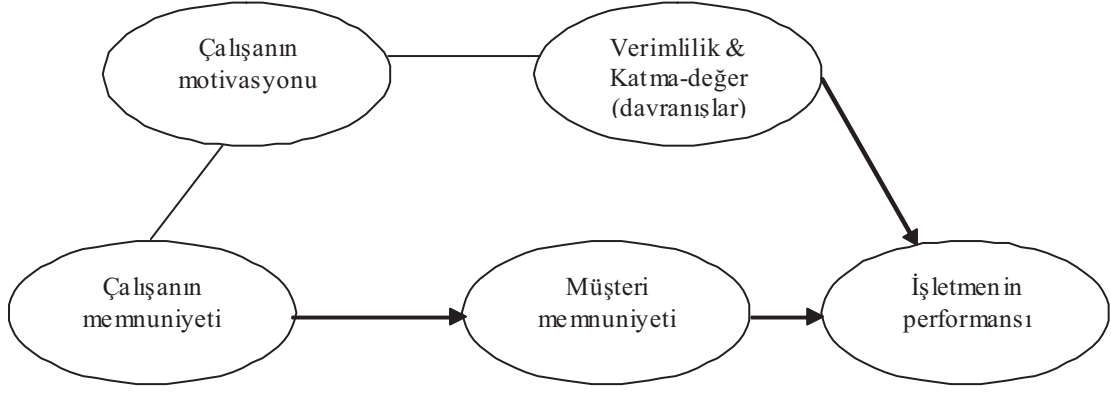 Çalışanın
motivasyonu
Verimlilik &
Katma-değer
(davranışlar)
Çalışanın
memnuniyeti
Müşteri
memnuniyeti
İşletmenin
performansı